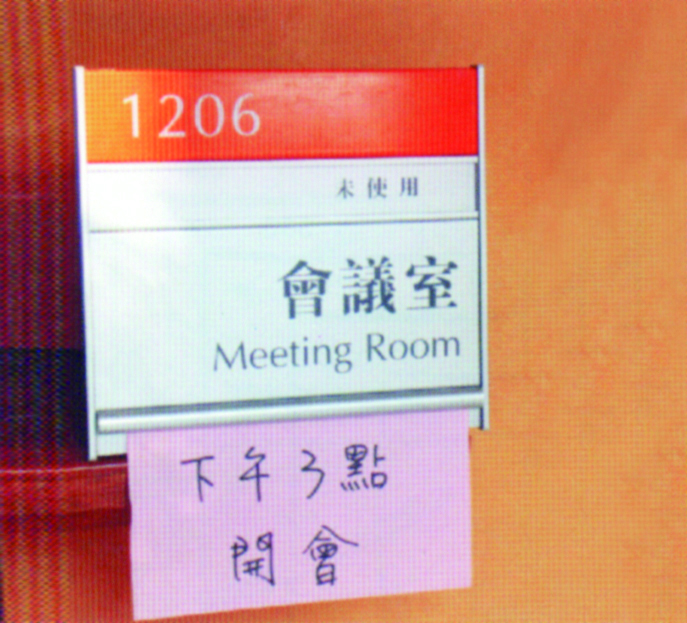 1206
未使用
會議室
Meeting Room
下午3點
開會